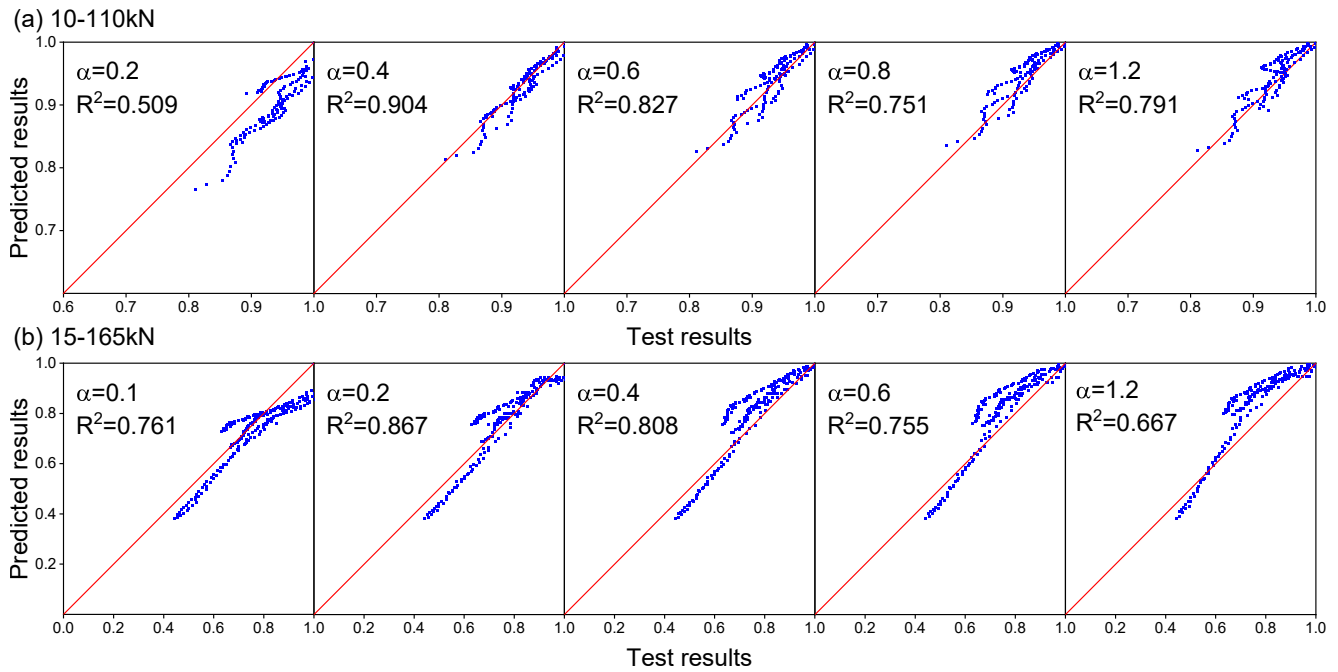 (a) 10-110kN
Predicted results
1.0
0.9
0.8
0.7
α=0.2
R²=0.509
α=0.4
R²=0.904
α=0.6
R²=0.827
α=0.8
R²=0.751
α=1.2
R²=0.791
0.6 0.7 0.8 0.9 1.0 0.7 0.8 0.9 1.0 0.7 0.8 0.9 1.0 0.7 0.8 0.9 1.0 0.7 0.8 0.9 1.0
Test results
(b) 15-165kN
Predicted results
1.0
0.8
0.6
0.4
0.2
α=0.1
R²=0.761
α=0.2
R²=0.867
α=0.4
R²=0.808
α=0.6
R²=0.755
α=1.2
R²=0.667
0.0 0.2 0.4 0.6 0.8 1.0 0.2 0.4 0.6 0.8 1.0 0.2 0.4 0.6 0.8 1.0 0.2 0.4 0.6 0.8 1.0 0.2 0.4 0.6 0.8 1.0
Test results